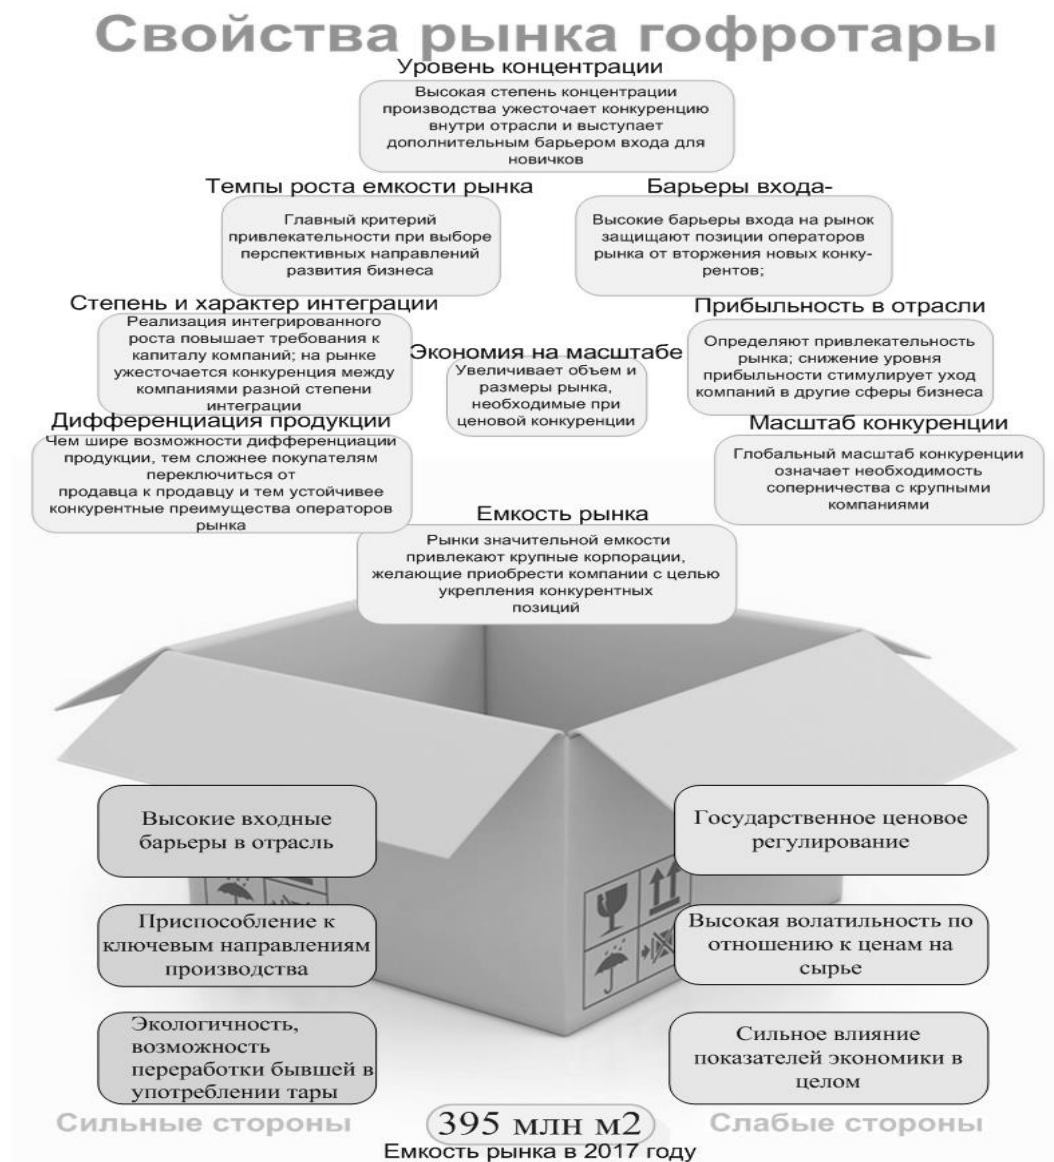 Свойства рынка гофротары
Уровень концентрации
Высокая степень концентрации
производства ужесточает конкуренцию
внутри отрасли и выступает
дополнительным барьером входа для
новичков
Темпы роста емкости рынка
Главный критерий
привлекательности при выборе
перспективных направлений
развития бизнеса
Барьеры входа-
Высокие барьеры входа на рынок
защищают позиции операторов
рынка от вторжения новых конку-
рентов;
Степень и характер интеграции
Реализация интегрированного
роста повышает требования к
капиталу компаний; на рынке
ужесточается конкуренция между
компаниями разной степени
интеграции
Экономия на масштабе
Увеличивает объем и
размеры рынка,
необходимые при
ценовой конкуренции
Прибыльность в отрасли
Определяют привлекательность
рынка; снижение уровня
прибыльности стимулирует уход
компаний в другие сферы бизнеса
Дифференциация продукции
Чем шире возможности дифференциации
продукции, тем сложнее покупателям
переключиться от
продавца к продавцу и тем устойчивее
конкурентные преимущества операторов
рынка
Масштаб конкуренции
Глобальный масштаб конкуренции
означает необходимость
соперничества с крупными
компаниями
Емкость рынка
Рынки значительной емкости
привлекают крупные корпорации,
желающие приобрести компании с целью
укрепления конкурентных
позиций
Высокие входные
барьеры в отрасль
Приспособление к
ключевым направлениям
производства
Экологичность,
возможность
переработки бывшей в
употреблении тары
Сильные стороны
Государственное ценовое
регулирование
Высокая волатильность по
отношению к ценам на
сырье
Сильное влияние
показателей экономики в
целом
Слабые стороны
395 млн м2
Емкость рынка в 2017 году